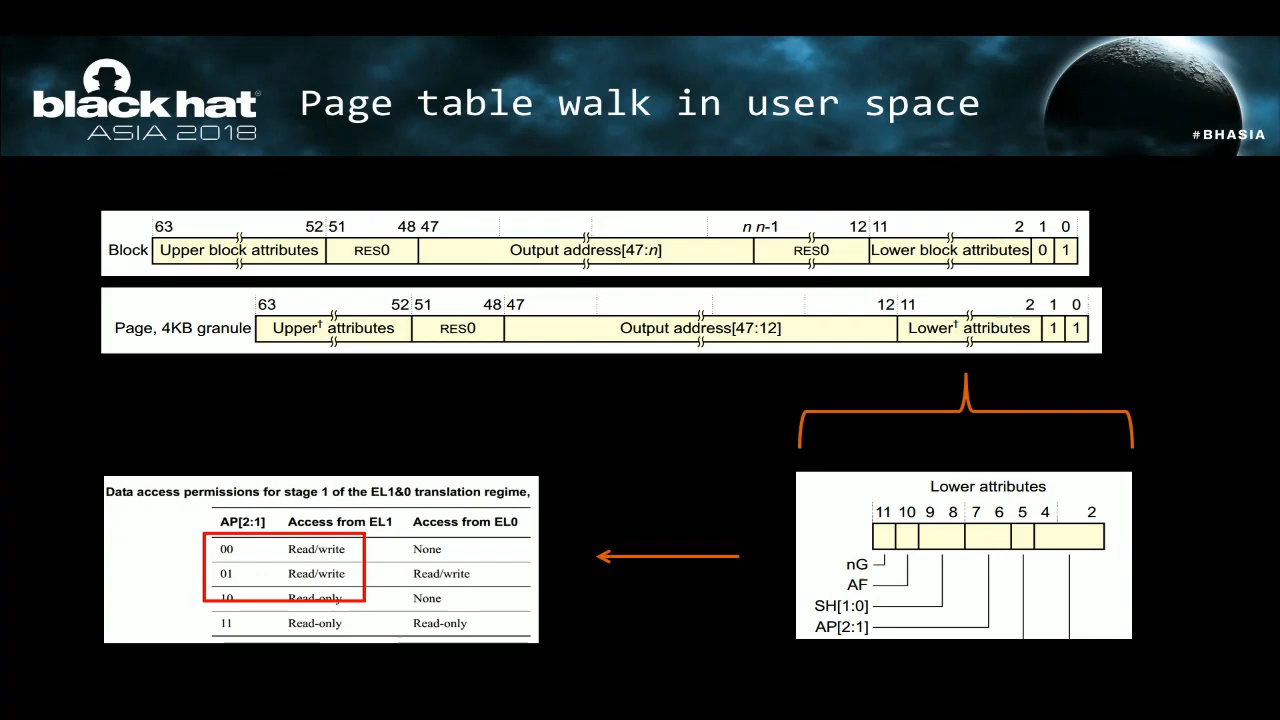 black hat®
ASIA 2018
Page table walk in user space
#BHASIA
63 52 51 48 47 n n-1 12 11 2 1 0
Block Upper block attributes RES0 Output address[47:n] RES0 Lower block attributes 0 1
63 52 51 48 47 12 11 2 1 0
Page, 4KB granule Upper† attributes RES0 Output address[47:12] Lower† attributes 1 1
Data access permissions for stage 1 of the EL1&0 translation regime,
AP[2:1] Access from EL1 Access from EL0
00 Read/write None
01 Read/write Read/write
10 Read-only None
11 Read-only Read-only
Lower attributes
11 10 9 8 7 6 5 4 2
nG
AF
SH[1:0]
AP[2:1]